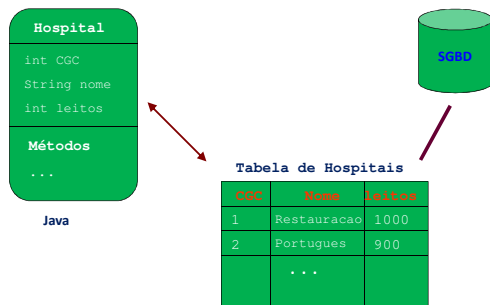 Hospital
int CGC
String nome
int leitos
Métodos
...
Java
SGBD
Tabela de Hospitais
CGC Nome leitos
1 Restauracao 1000
2 Portugues 900
...